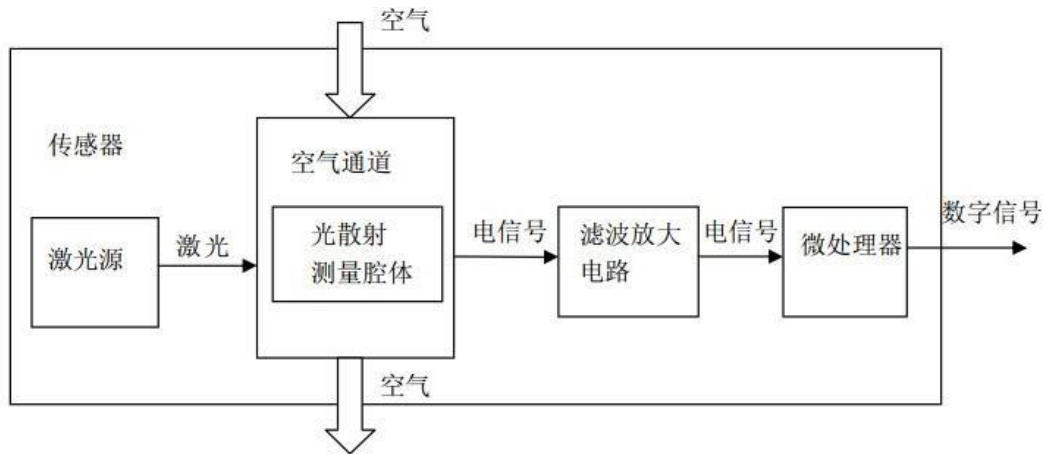 空气
传感器
空气通道
激光源
激光
光散射
测量腔体
电信号
滤波放大
电路
电信号
微处理器
数字信号
空气